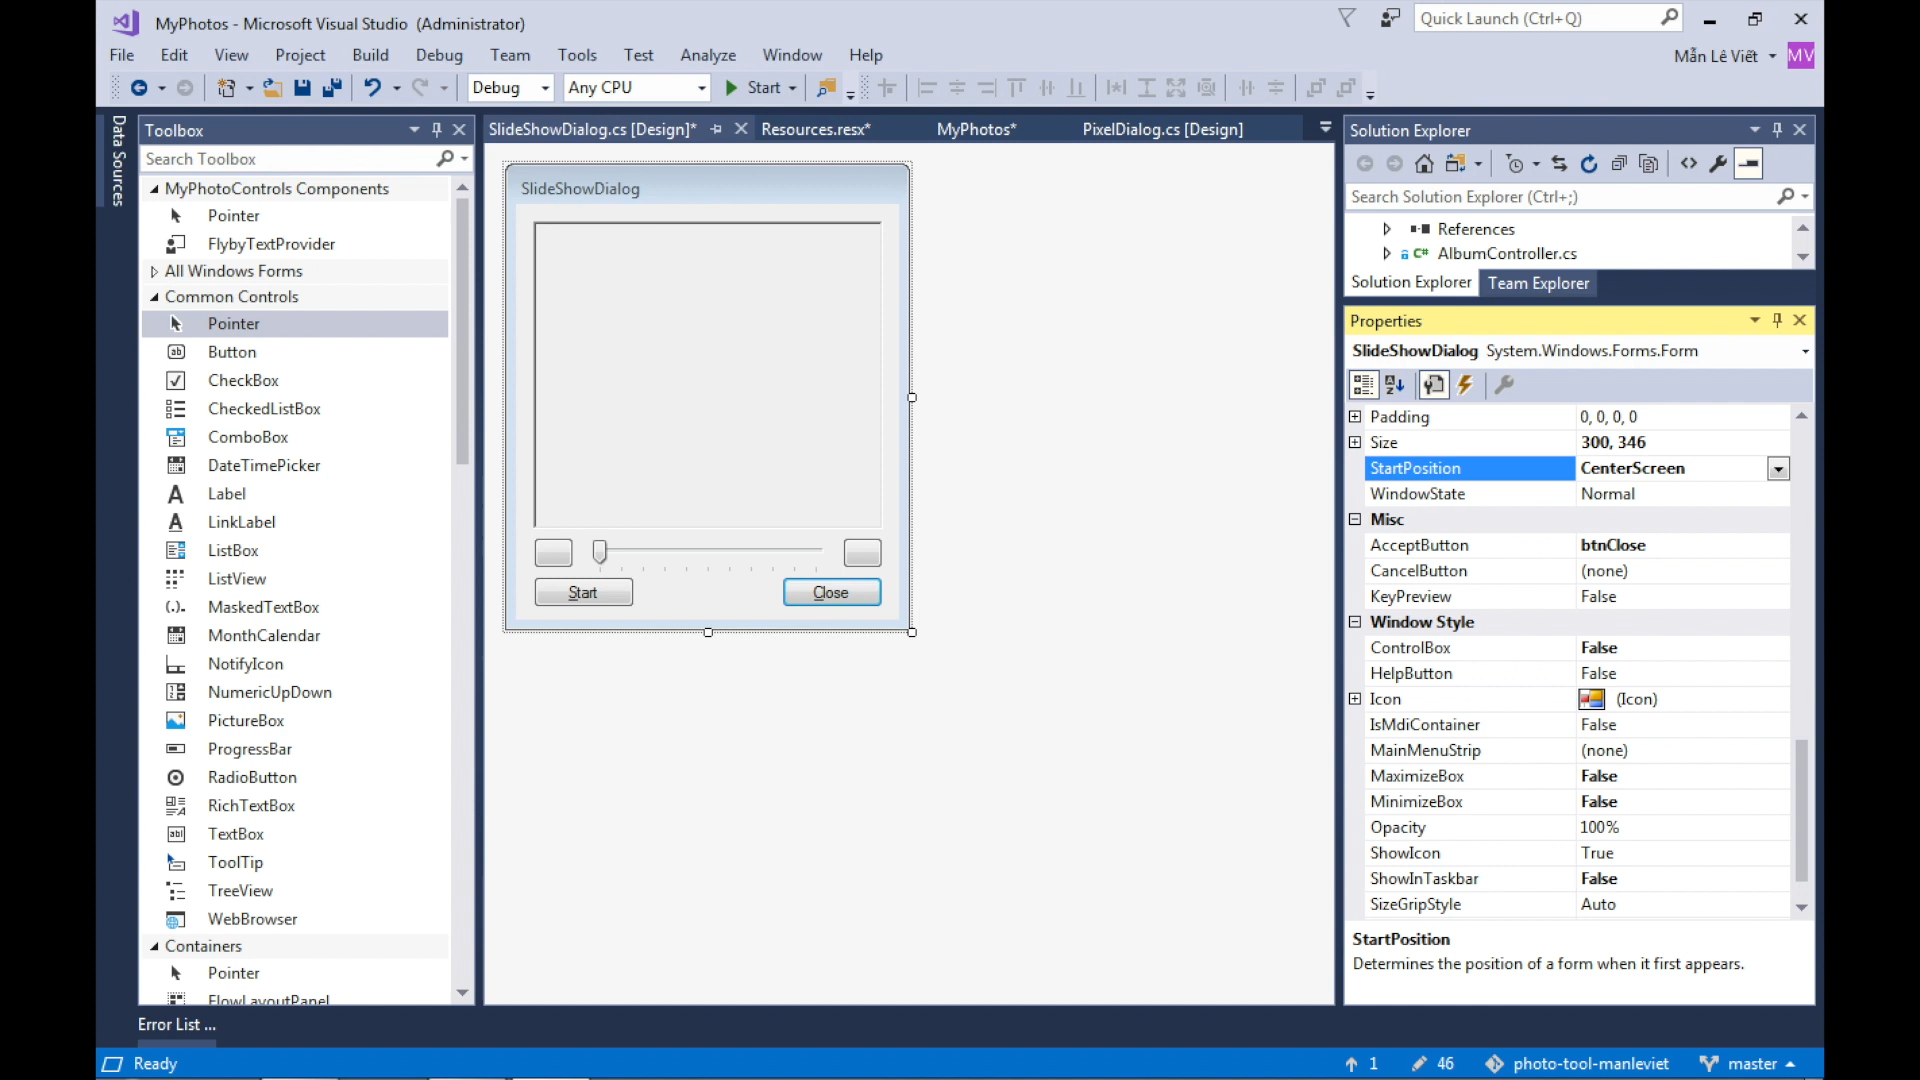 MyPhotos - Microsoft Visual Studio (Administrator)
Quick Launch (Ctrl+Q)
File Edit View Project Build Debug Team Tools Test Analyze Window Help
Mẫn Lê Viết MV
Debug Any CPU Start
Data Sources
Toolbox
Search Toolbox
MyPhotoControls Components
Pointer
FlybyTextProvider
All Windows Forms
Common Controls
Pointer
Button
CheckBox
CheckedListBox
ComboBox
DateTimePicker
Label
LinkLabel
ListBox
ListView
MaskedTextBox
MonthCalendar
NotifyIcon
NumericUpDown
PictureBox
ProgressBar
RadioButton
RichTextBox
TextBox
ToolTip
TreeView
WebBrowser
Containers
Pointer
FlowLayoutPanel
SlideShowDialog.cs [Design]* Resources.resx* MyPhotos* PixelDialog.cs [Design]
SlideShowDialog
Start Close
Solution Explorer
Search Solution Explorer (Ctrl+;)
References
C# AlbumController.cs
Solution Explorer Team Explorer
Properties
SlideShowDialog System.Windows.Forms.Form
Padding 0, 0, 0, 0
Size 300, 346
StartPosition CenterScreen
WindowState Normal
Misc
AcceptButton btnClose
CancelButton (none)
KeyPreview False
Window Style
ControlBox False
HelpButton False
Icon (Icon)
IsMdiContainer False
MainMenuStrip (none)
MaximizeBox False
MinimizeBox False
Opacity 100%
ShowIcon True
ShowInTaskbar False
SizeGripStyle Auto
StartPosition
Determines the position of a form when it first appears.
Error List ...
Ready
1 46 photo-tool-manleviet master